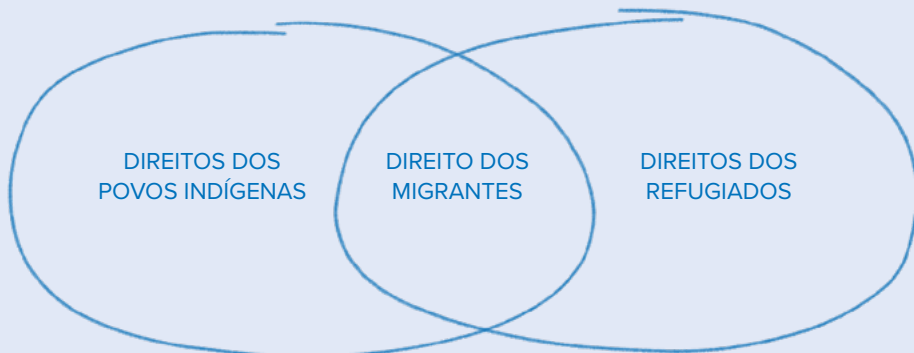 DIREITOS DOS
POVOS INDÍGENAS
DIREITO DOS
MIGRANTES
DIREITOS DOS
REFUGIADOS